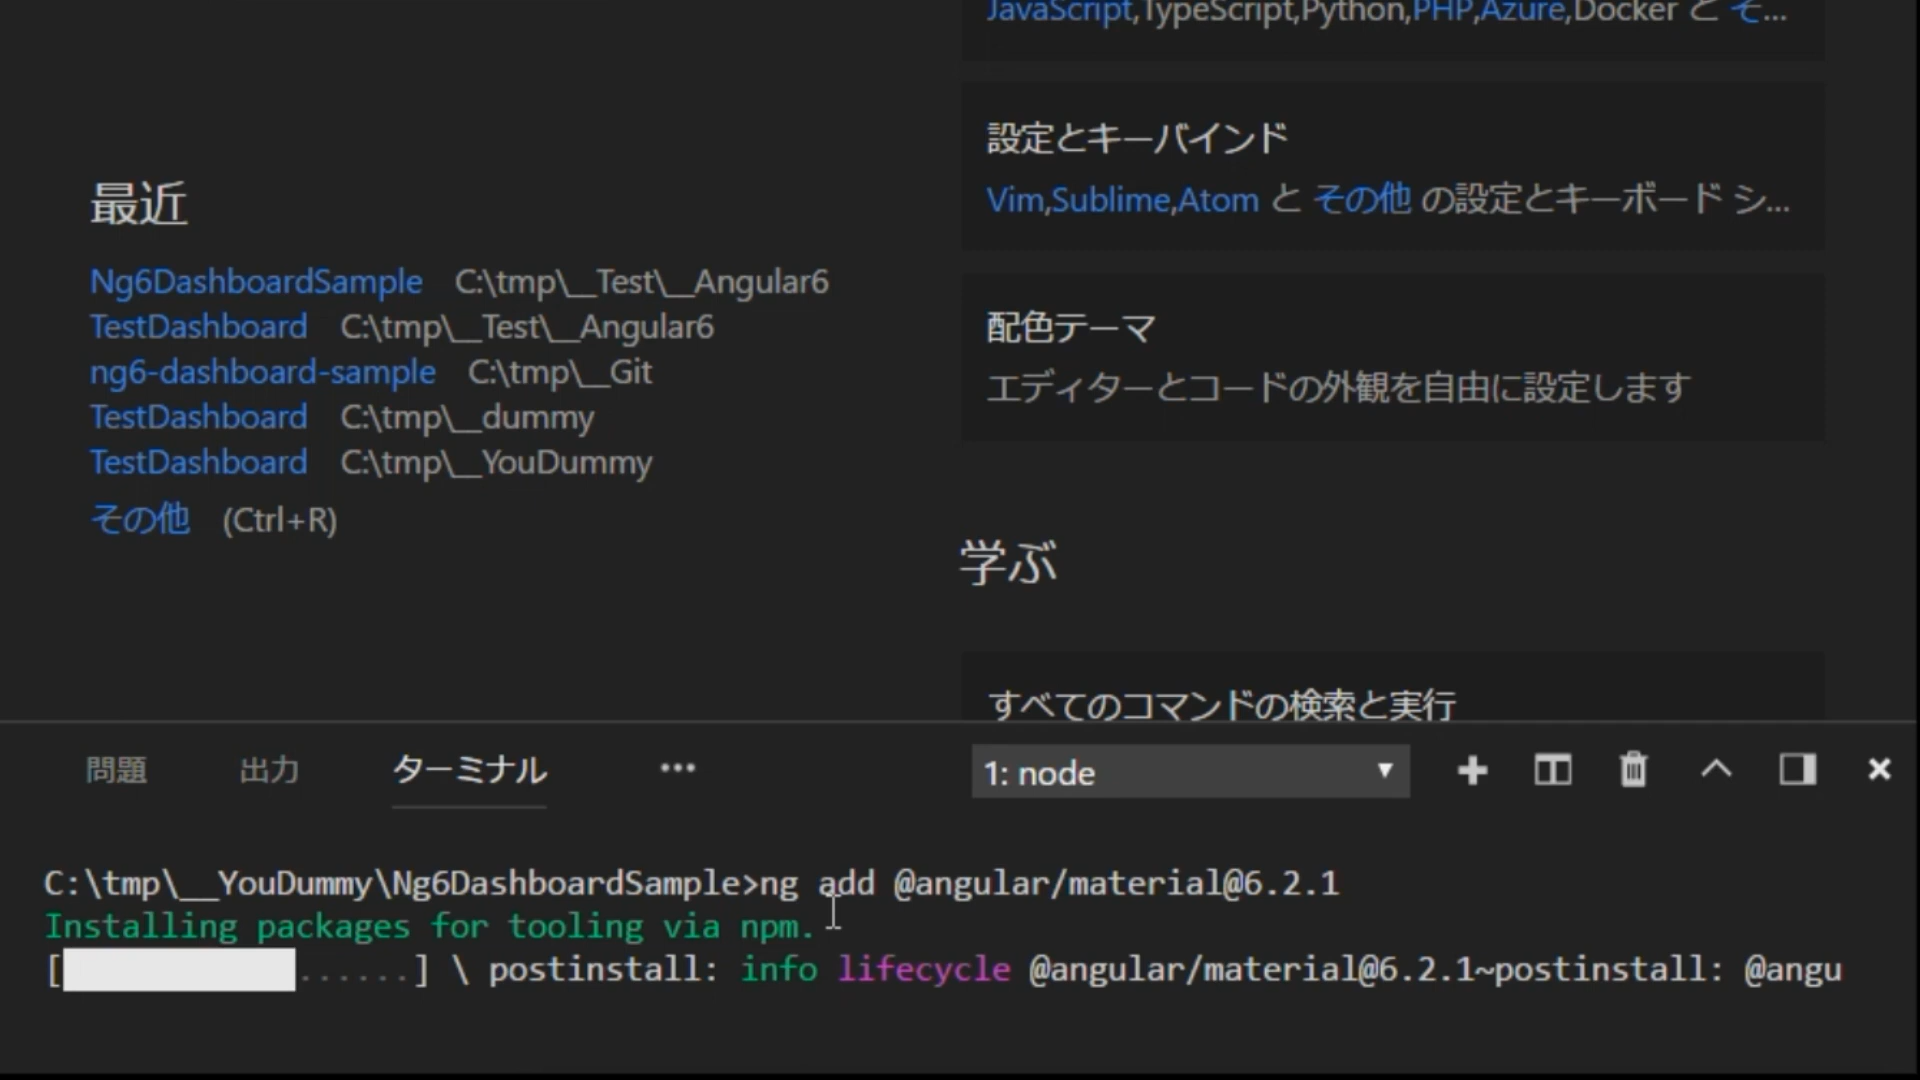 最近
Ng6DashboardSample C:\tmp\__Test\__Angular6
TestDashboard C:\tmp\__Test\__Angular6
ng6-dashboard-sample C:\tmp\__Git
TestDashboard C:\tmp\__dummy
TestDashboard C:\tmp\__YouDummy
その他 (Ctrl+R)
JavaScript,TypeScript,Python,PHP,Azure,Docker と そ...
設定とキーバインド
Vim,Sublime,Atom と その他 の設定とキーボード シ...
配色テーマ
エディターとコードの外観を自由に設定します
学ぶ
すべてのコマンドの検索と実行
問題 出力 ターミナル ••• 1: node
C:\tmp\__YouDummy\Ng6DashboardSample>ng add @angular/material@6.2.1
Installing packages for tooling via npm.
[ ......] \ postinstall: info lifecycle @angular/material@6.2.1~postinstall: @angu